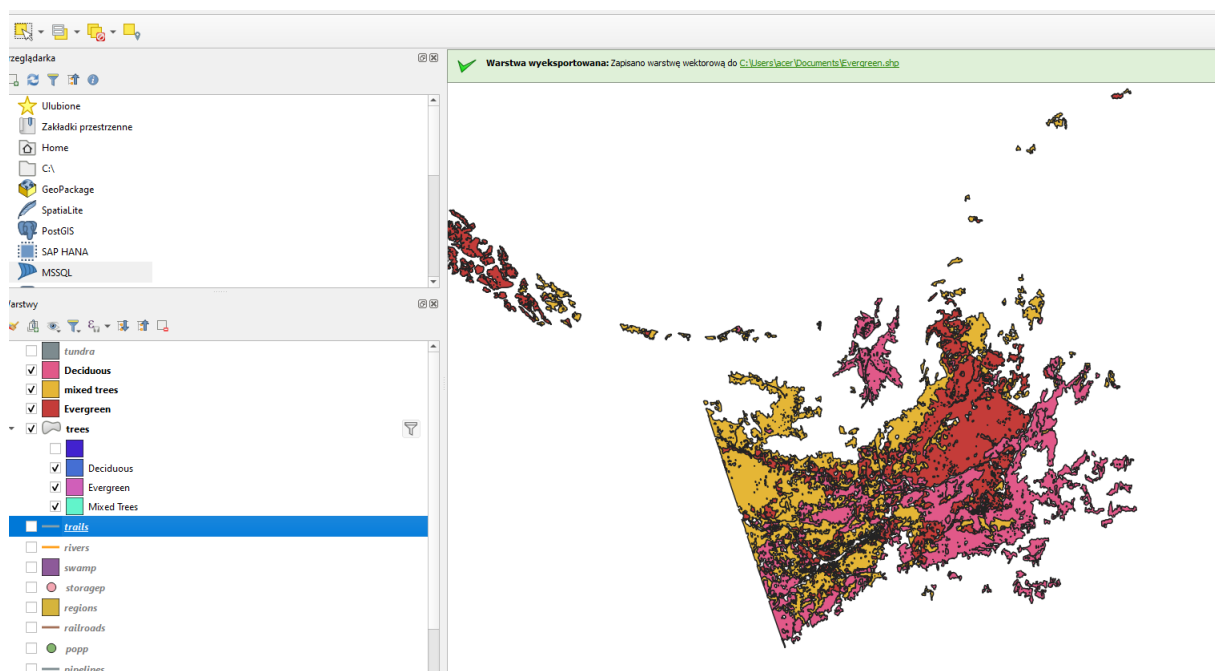 rzeglądarka
Warstwa wyeksportowana: Zapisano warstwę wektorową do C:\Users\acer\Documents\Evergreen.shp
Ulubione
Zakładki przestrzenne
Home
C:\
GeoPackage
SpatiaLite
PostGIS
SAP HANA
MSSQL
arstwy
tundra
Deciduous
mixed trees
Evergreen
trees
Deciduous
Evergreen
Mixed Trees
trails
rivers
swamp
storagep
regions
railroads
popp
pipelines